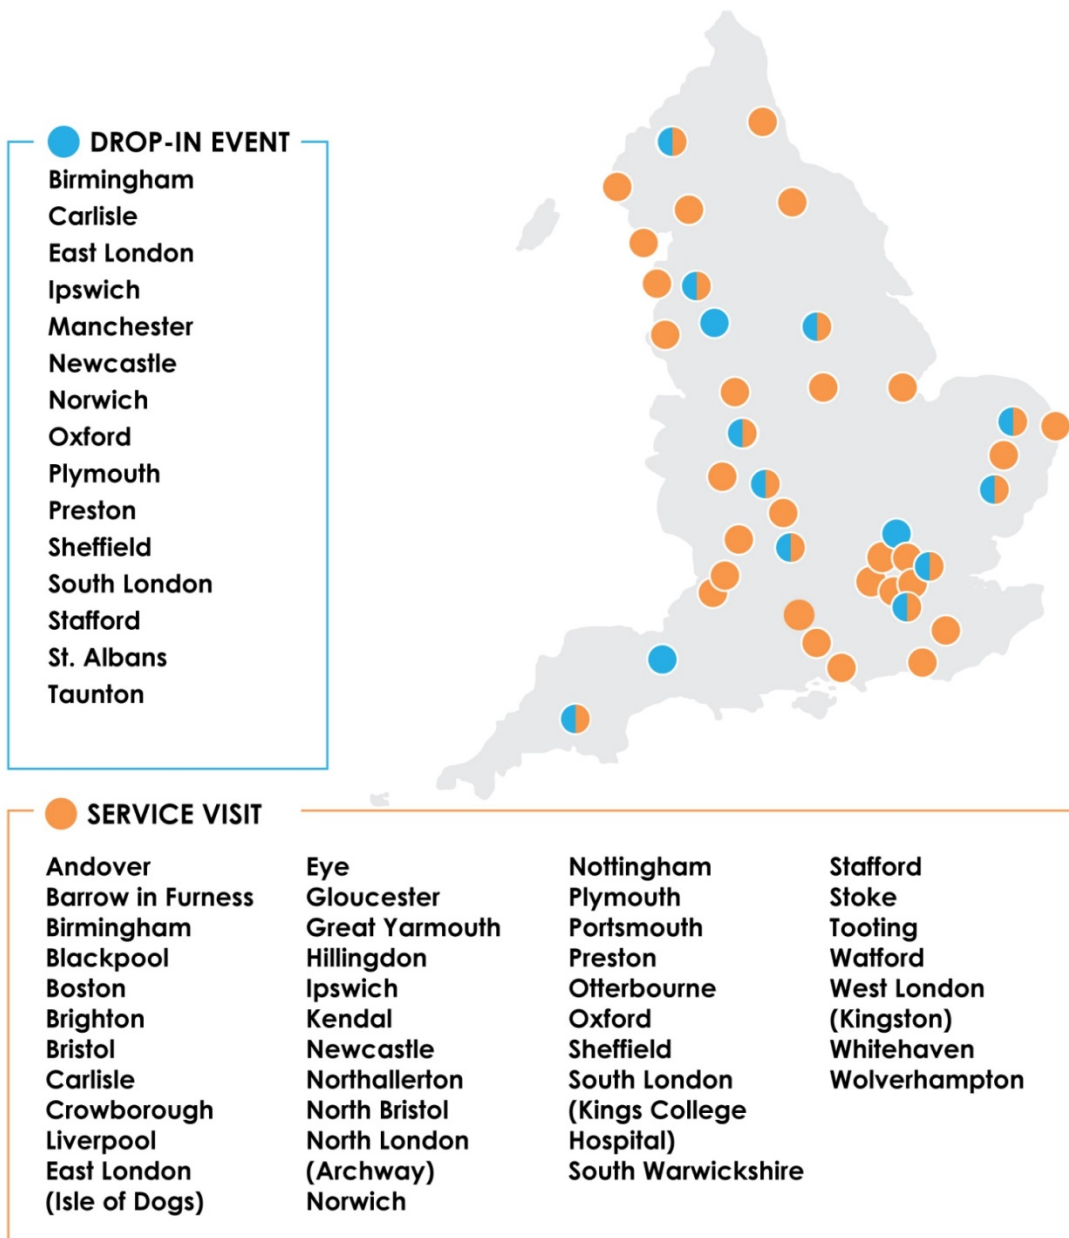 DROP-IN EVENT
Birmingham
Carlisle
East London
Ipswich
Manchester
Newcastle
Norwich
Oxford
Plymouth
Preston
Sheffield
South London
Stafford
St. Albans
Taunton
SERVICE VISIT
Andover
Barrow in Furness
Birmingham
Blackpool
Boston
Brighton
Bristol
Carlisle
Crowborough
Liverpool
East London
(Isle of Dogs)
Eye
Gloucester
Great Yarmouth
Hillingdon
Ipswich
Kendal
Newcastle
Northallerton
North Bristol
North London
(Archway)
Norwich
Nottingham
Plymouth
Portsmouth
Preston
Otterbourne
Oxford
Sheffield
South London
(Kings College
Hospital)
South Warwickshire
Stafford
Stoke
Tooting
Watford
West London
(Kingston)
Whitehaven
Wolverhampton